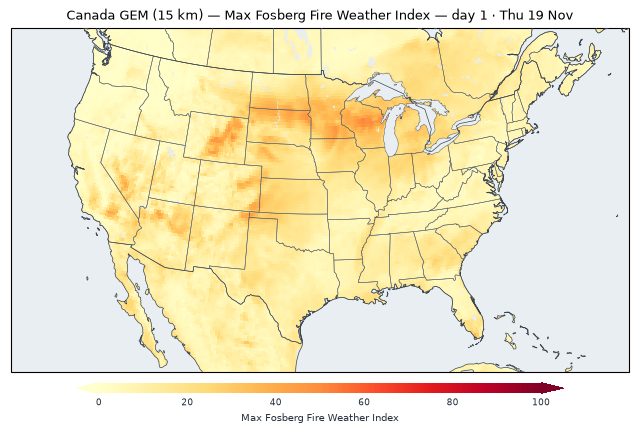 Canada GEM (15 km) — Max Fosberg Fire Weather Index — day 1 · Thu 19 Nov
0 20 40 60 80 100
Max Fosberg Fire Weather Index